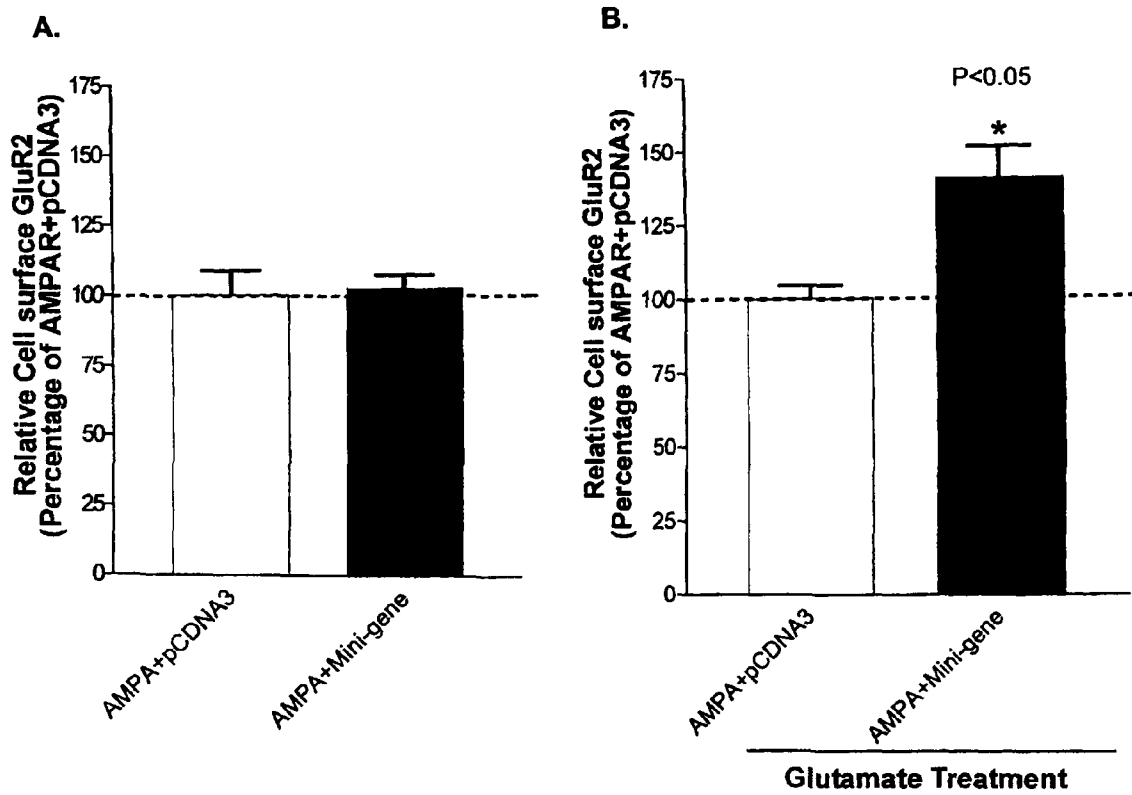 A.
Relative Cell surface GluR2
(Percentage of AMPAR+pCDNA3)
175
150
125
100
75
50
25
0
AMPA+pCDNA3
AMPA+Mini-gene
B.
Relative Cell surface GluR2
(Percentage of AMPAR+pCDNA3)
175
150
125
100
75
50
25
0
P<0.05
*
AMPA+pCDNA3
AMPA+Mini-gene
Glutamate Treatment